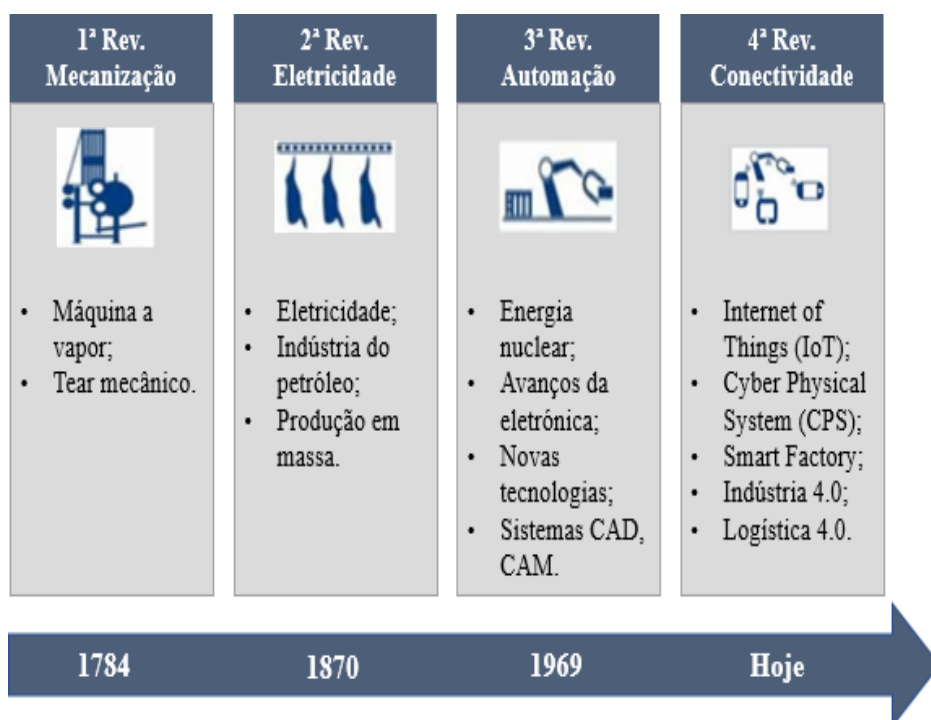 1ª Rev.
Mecanização
• Máquina a
vapor;
• Tear mecânico.
2ª Rev.
Eletricidade
• Eletricidade;
• Indústria do
petróleo;
• Produção em
massa.
3ª Rev.
Automação
• Energia
nuclear;
• Avanços da
eletrónica;
• Novas
tecnologias;
• Sistemas CAD,
CAM.
4ª Rev.
Conectividade
• Internet of
Things (IoT);
• Cyber Physical
System (CPS);
• Smart Factory;
• Indústria 4.0;
• Logística 4.0.
1784
1870
1969
Hoje